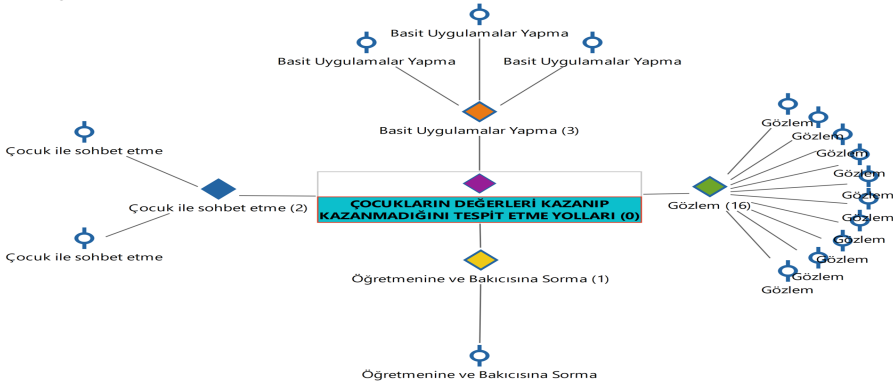 Basit Uygulamalar Yapma
Basit Uygulamalar Yapma
Basit Uygulamalar Yapma
Basit Uygulamalar Yapma (3)
Çocuk ile sohbet etme
Çocuk ile sohbet etme (2)
Çocuk ile sohbet etme
ÇOCUKLARIN DEĞERLERİ KAZANIP
KAZANMADIĞINI TESPİT ETME YOLLARI (0)
Öğretmenine ve Bakıcısına Sorma (1)
Öğretmenine ve Bakıcısına Sorma
Gözlem (16)
Gözlem
Gözlem
Gözlem
Gözlem
Gözlem
Gözlem
Gözlem
Gözlem
Gözlem
Gözlem